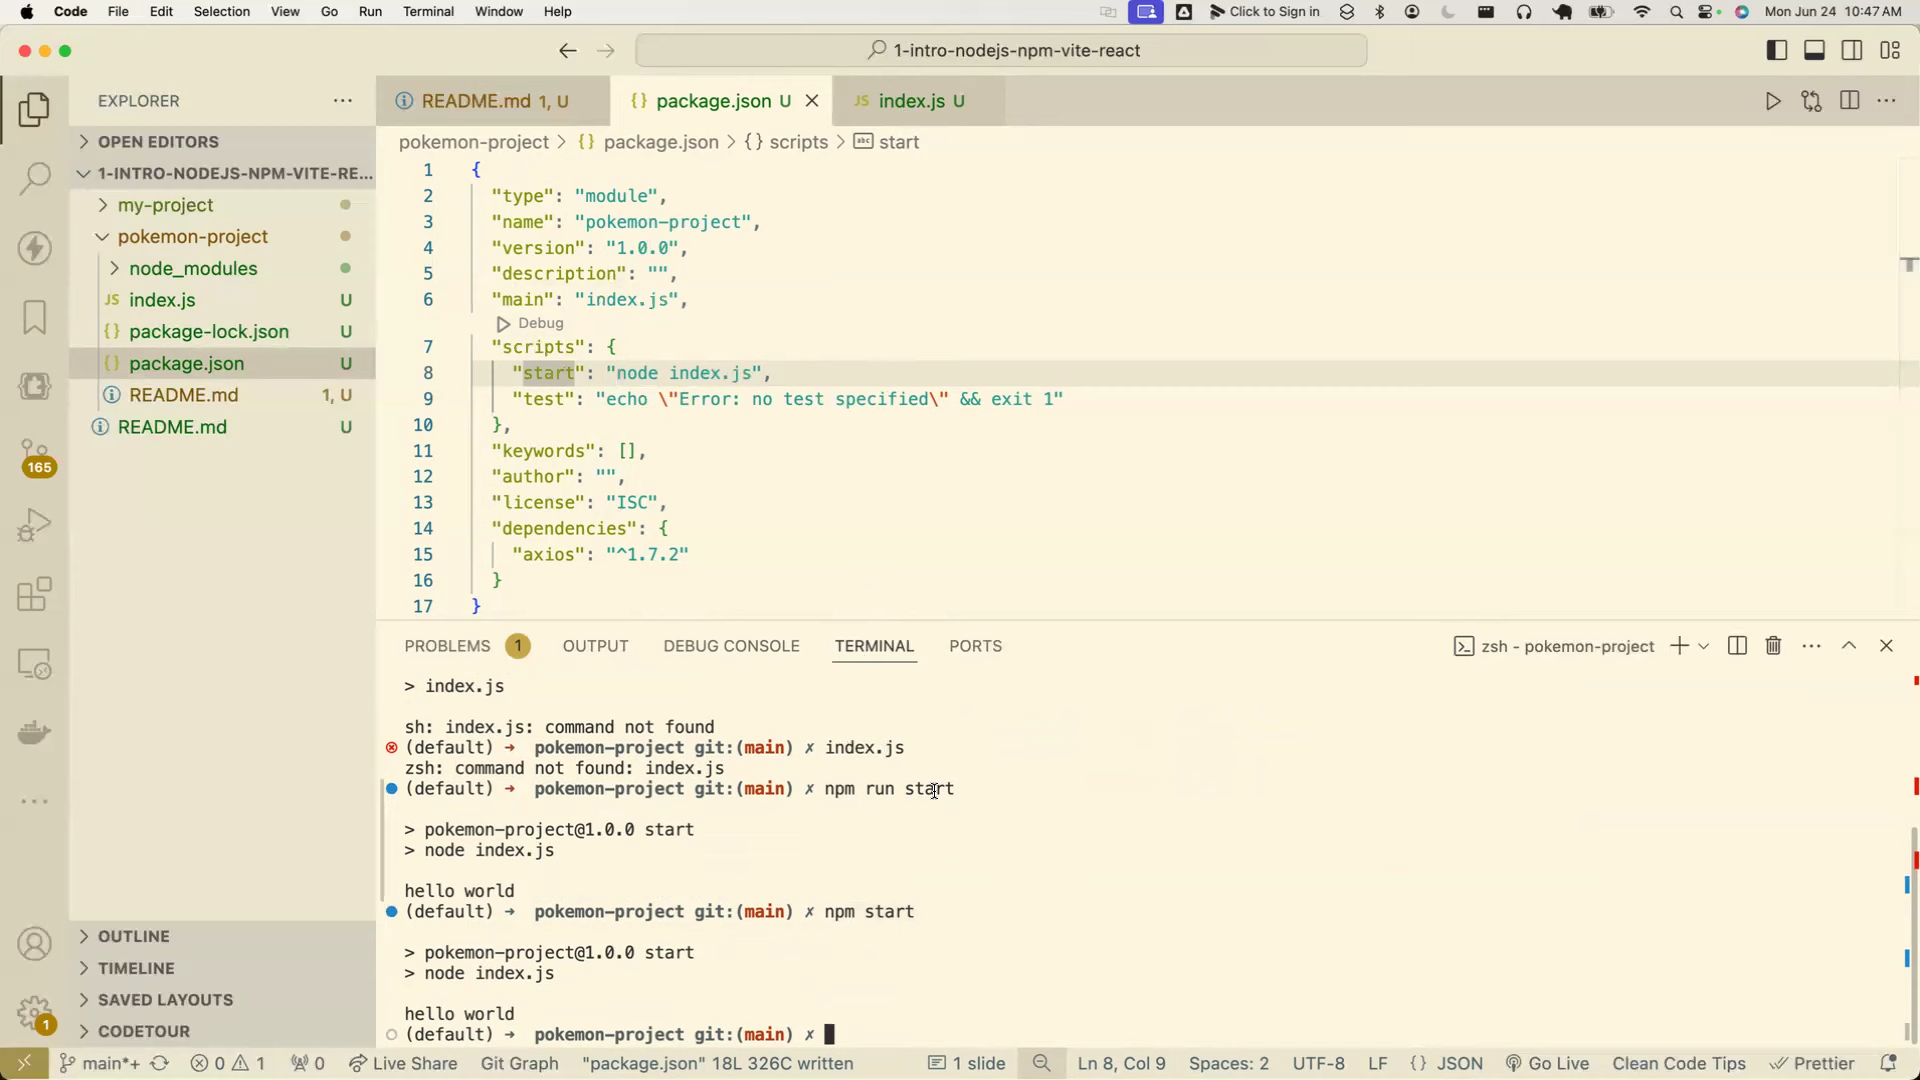 Code File Edit Selection View Go Run Terminal Window Help Click to Sign in Mon Jun 24 10:47 AM
1-intro-nodejs-npm-vite-react
EXPLORER
OPEN EDITORS
1-INTRO-NODEJS-NPM-VITE-RE...
my-project
pokemon-project
node_modules
JS index.js U
{} package-lock.json U
{} package.json U
README.md 1, U
README.md U
165
OUTLINE
TIMELINE
SAVED LAYOUTS
CODETOUR
1
README.md 1, U {} package.json U JS index.js U
pokemon-project > {} package.json > {} scripts > abc start
1 {
2 "type": "module",
3 "name": "pokemon-project",
4 "version": "1.0.0",
5 "description": "",
6 "main": "index.js",
Debug
7 "scripts": {
8 "start": "node index.js",
9 "test": "echo \"Error: no test specified\" && exit 1"
10 },
11 "keywords": [],
12 "author": "",
13 "license": "ISC",
14 "dependencies": {
15 "axios": "^1.7.2"
16 }
17 }
PROBLEMS 1 OUTPUT DEBUG CONSOLE TERMINAL PORTS zsh - pokemon-project
> index.js
sh: index.js: command not found
(default) ➜ pokemon-project git:(main) ✗ index.js
zsh: command not found: index.js
(default) ➜ pokemon-project git:(main) ✗ npm run start
> pokemon-project@1.0.0 start
> node index.js
hello world
(default) ➜ pokemon-project git:(main) ✗ npm start
> pokemon-project@1.0.0 start
> node index.js
hello world
(default) ➜ pokemon-project git:(main) ✗
main*+ 0 1 0 Live Share Git Graph "package.json" 18L 326C written 1 slide Ln 8, Col 9 Spaces: 2 UTF-8 LF {} JSON Go Live Clean Code Tips Prettier